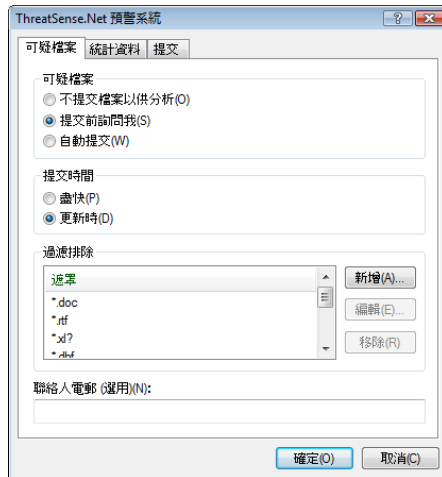 ThreatSense.Net 預警系統
可疑檔案 統計資料 提交
可疑檔案
不提交檔案以供分析(O)
提交前詢問我(S)
自動提交(W)
提交時間
盡快(P)
更新時(D)
過濾排除
遮罩
*.doc
*.rtf
*.xl?
*.dbf
新增(A)...
編輯(E)...
移除(R)
聯絡人電郵 (選用)(N):
確定(O) 取消(C)